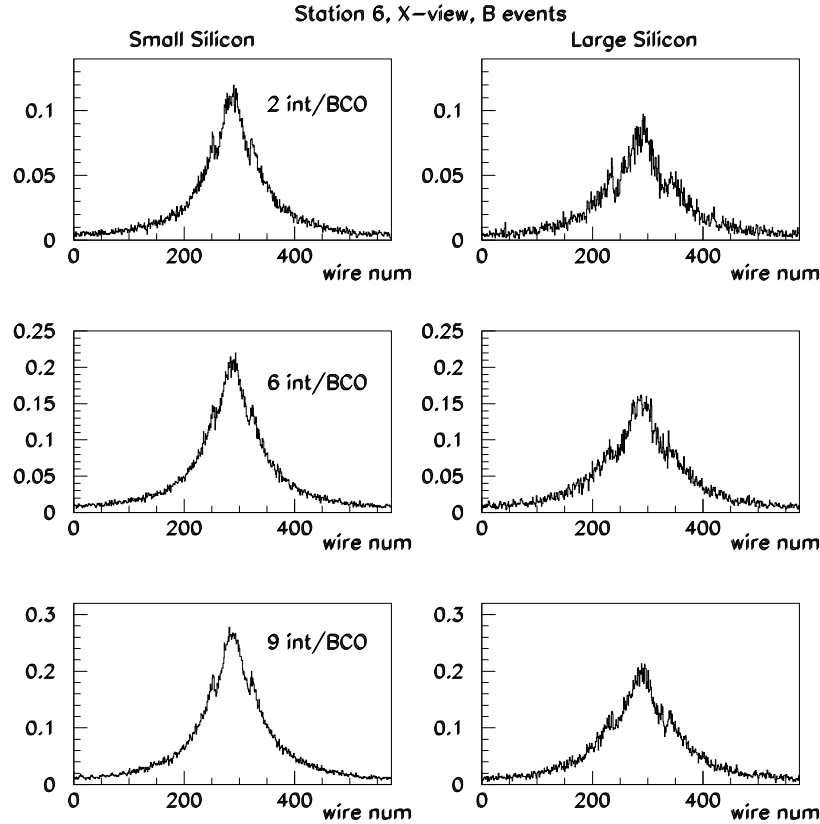 Station 6, X-view, B events
Small Silicon Large Silicon
0.1 2 int/BCO 0.1
0.05 0.05
0 0
0 200 400 0 200 400
wire num wire num
0.25 0.25
0.2 6 int/BCO 0.2
0.15 0.15
0.1 0.1
0.05 0.05
0 0
0 200 400 0 200 400
wire num wire num
0.3 9 int/BCO 0.3
0.2 0.2
0.1 0.1
0 0
0 200 400 0 200 400
wire num wire num